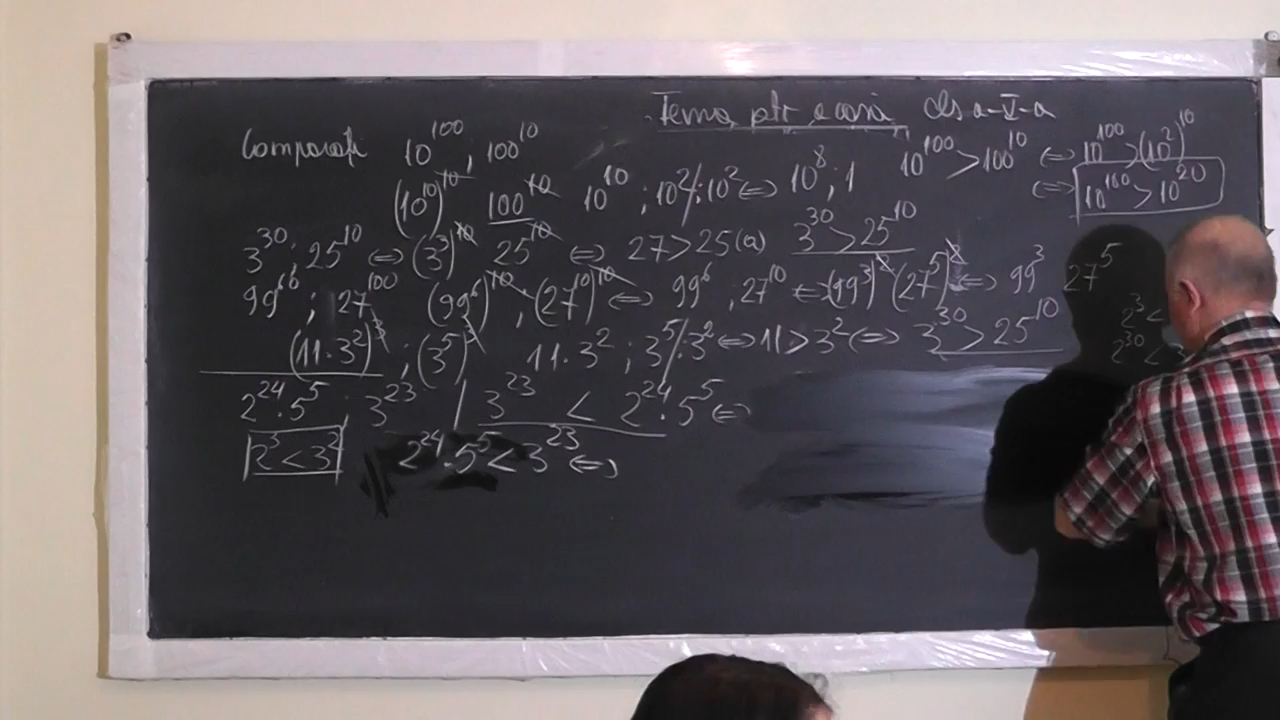 Tema ptr acasă cls a-V-a
Comparați 10^100, 100^10 10^100 > 100^10 ⇔ 10^100 > (10^2)^10
(10^10)^10 100^10 10^10 ; 10^2 /:10^2 ⇔ 10^8 ; 1 ⇔ 10^100 > 10^20
3^30 ; 25^10 ⇔ (3^3)^10 25^10 ⇔ 27 > 25 (a) 3^30 > 25^10
99^66 ; 27^100 (99^6)^10 ; (27^10)^10 ⇔ 99^6 , 27^10 ⇔ (99^3)^2 (27^5)^2 ⇔ 99^3 27^5
(11·3^2)^3 ; (3^5)^3 11·3^2 ; 3^5 /:3^2 ⇔ 11 > 3^2 ⇔ 3^30 > 25^10
2^3 <
2^30 <
2^24·5^5 3^23 / 3^23 < 2^24·5^5 ⇔
2^3 < 3^2 2^24·5^5 < 3^23 ⇔